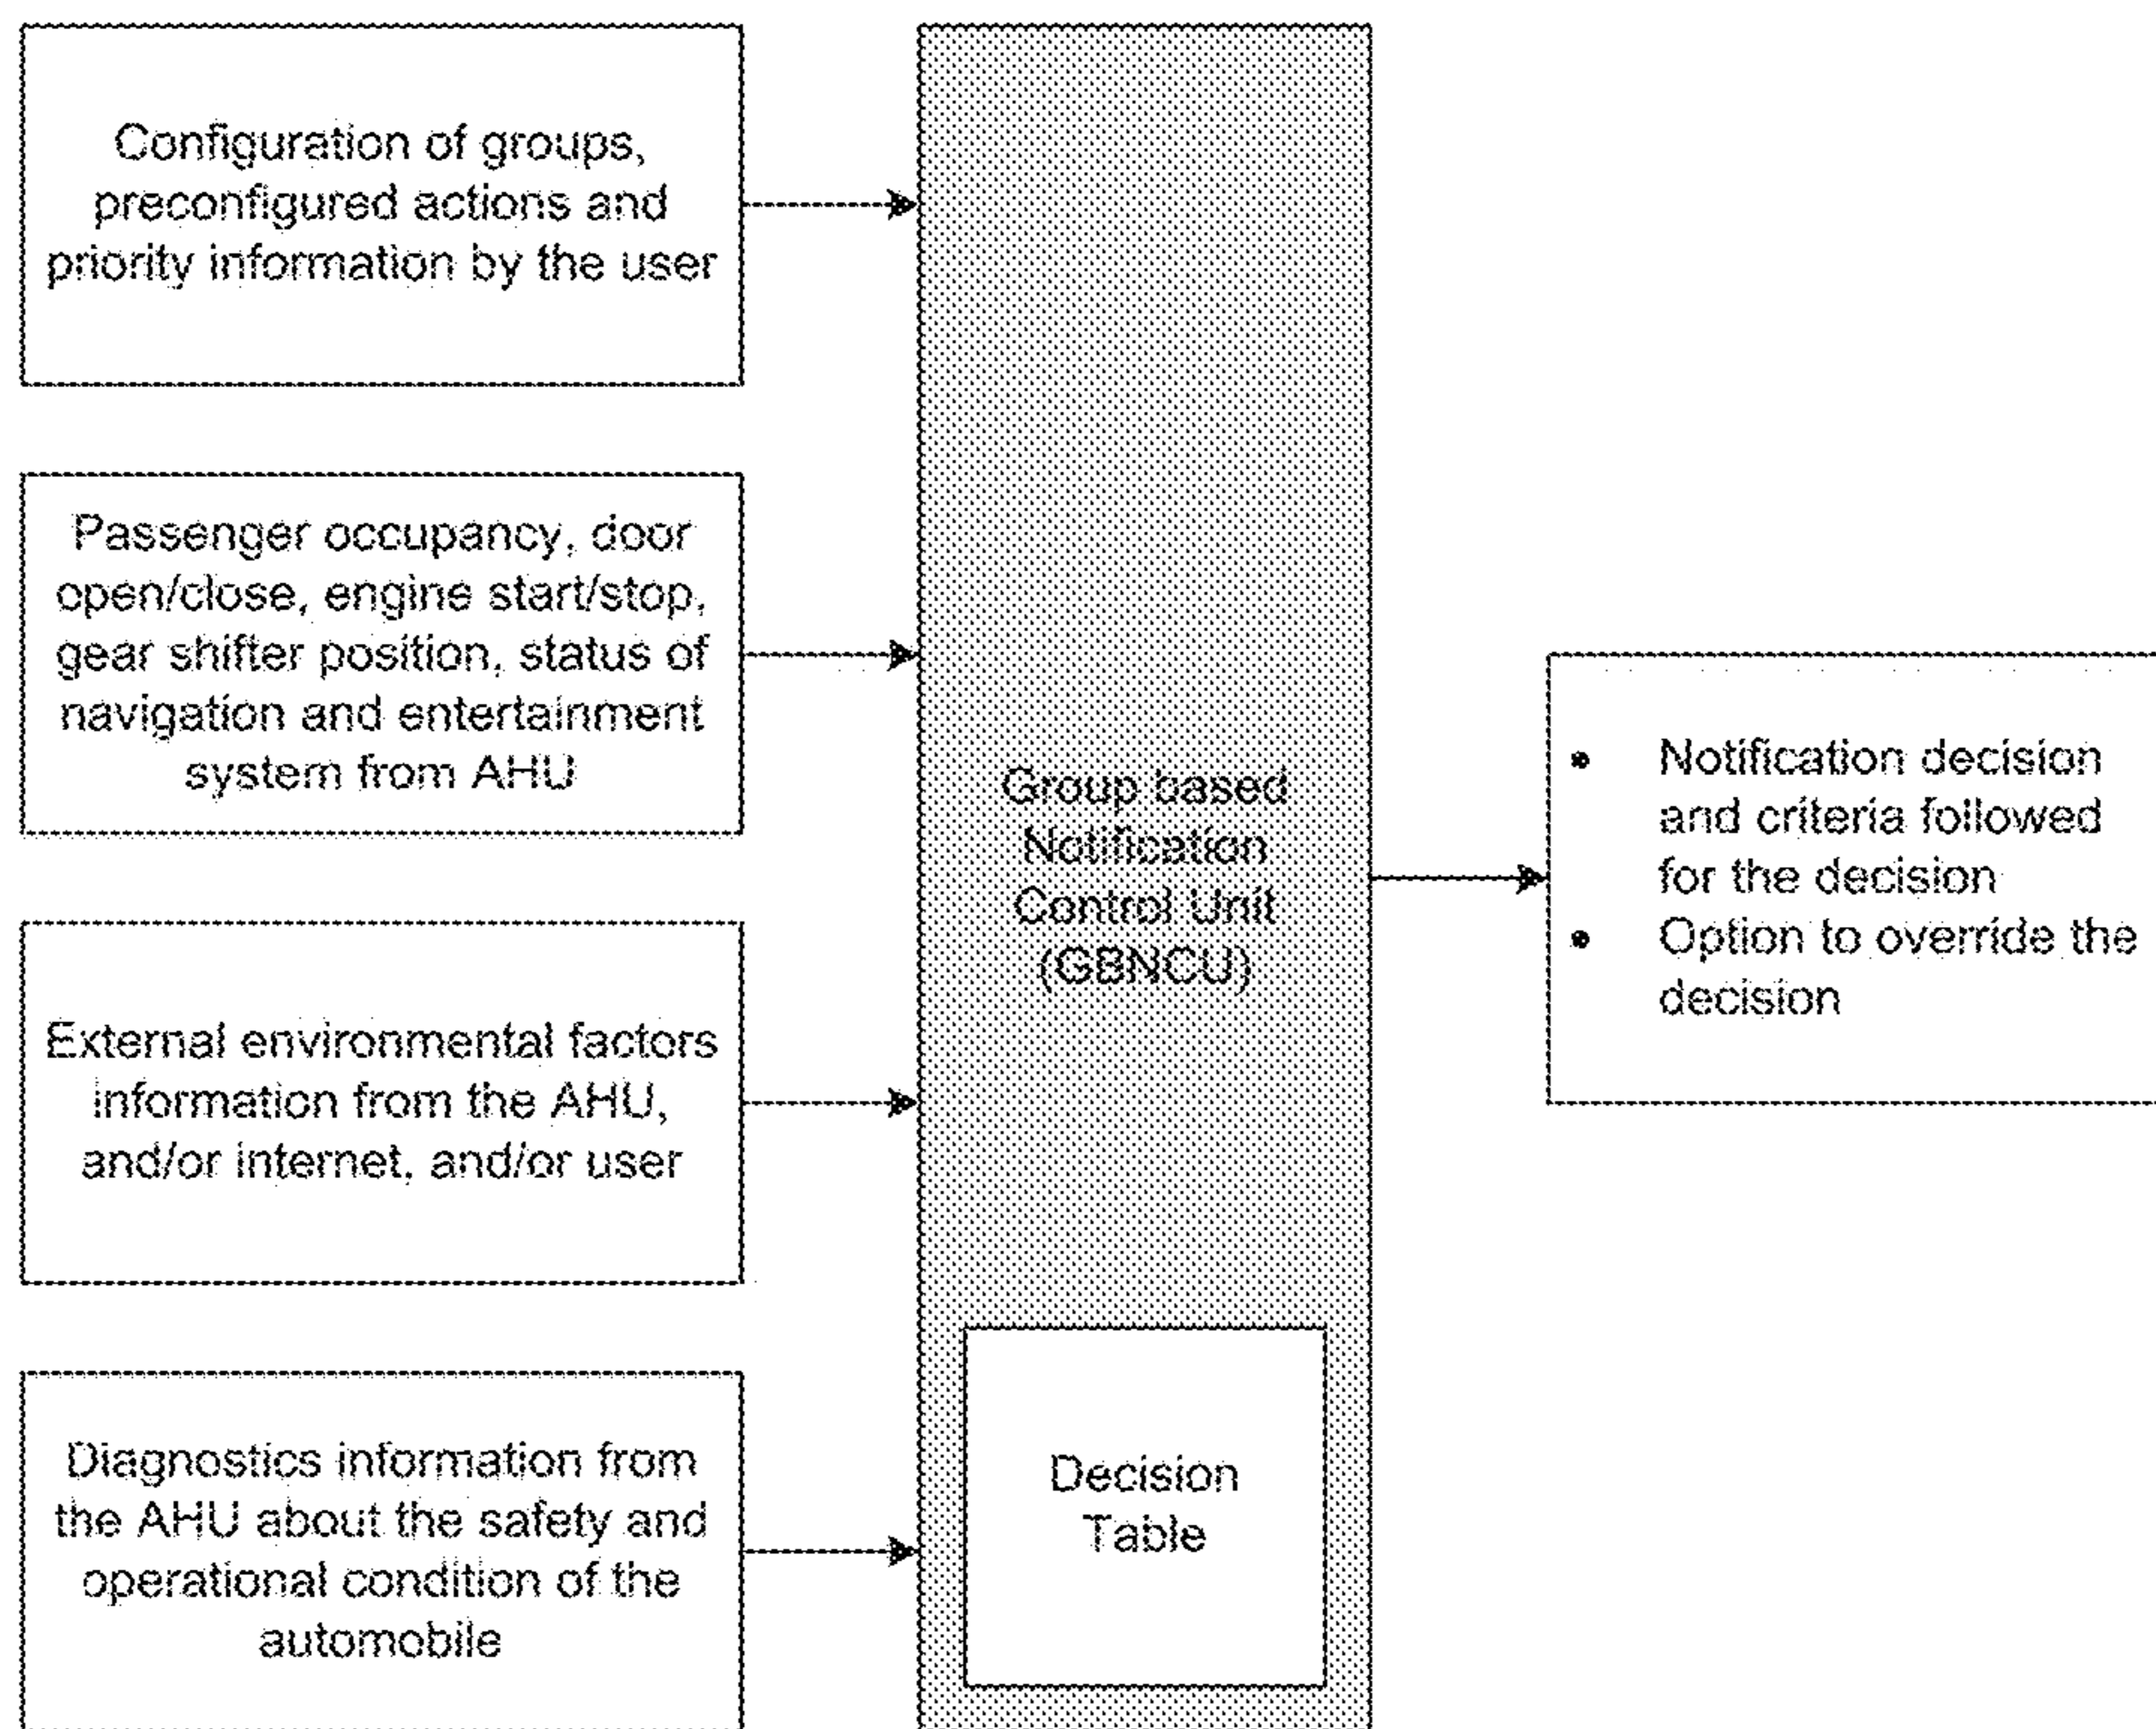 Configuration of groups,
preconfigured actions and
priority information by the user
Passenger occupancy, door
open/close, engine start/stop,
gear shifter position, status of
navigation and entertainment
system from AHU
External environmental factors
information from the AHU,
and/or internet, and/or user
Diagnostics information from
the AHU about the safety and
operational condition of the
automobile
Group based
Notification
Control Unit
(GBNCU)
Decision
Table
• Notification decision
and criteria followed
for the decision
• Option to override the
decision